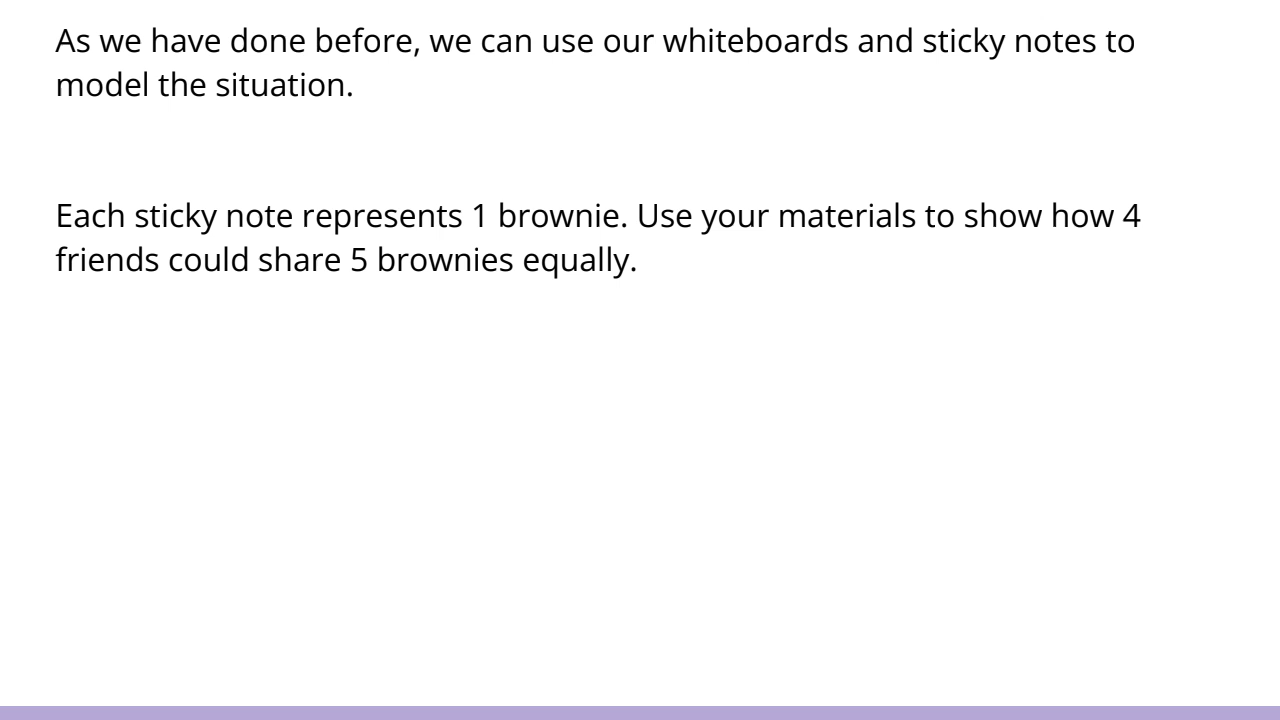 As we have done before, we can use our whiteboards and sticky notes to
model the situation.
Each sticky note represents 1 brownie. Use your materials to show how 4
friends could share 5 brownies equally.